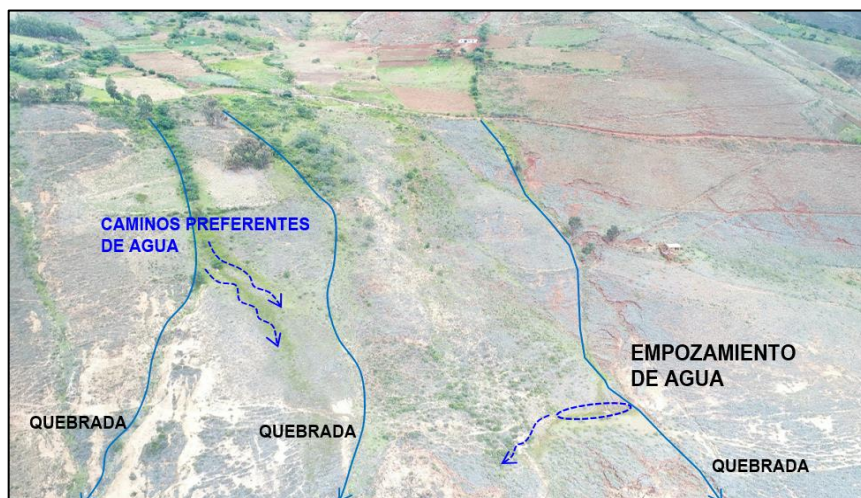 CAMINOS PREFERENTES
DE AGUA
EMPOZAMIENTO
DE AGUA
QUEBRADA
QUEBRADA
QUEBRADA